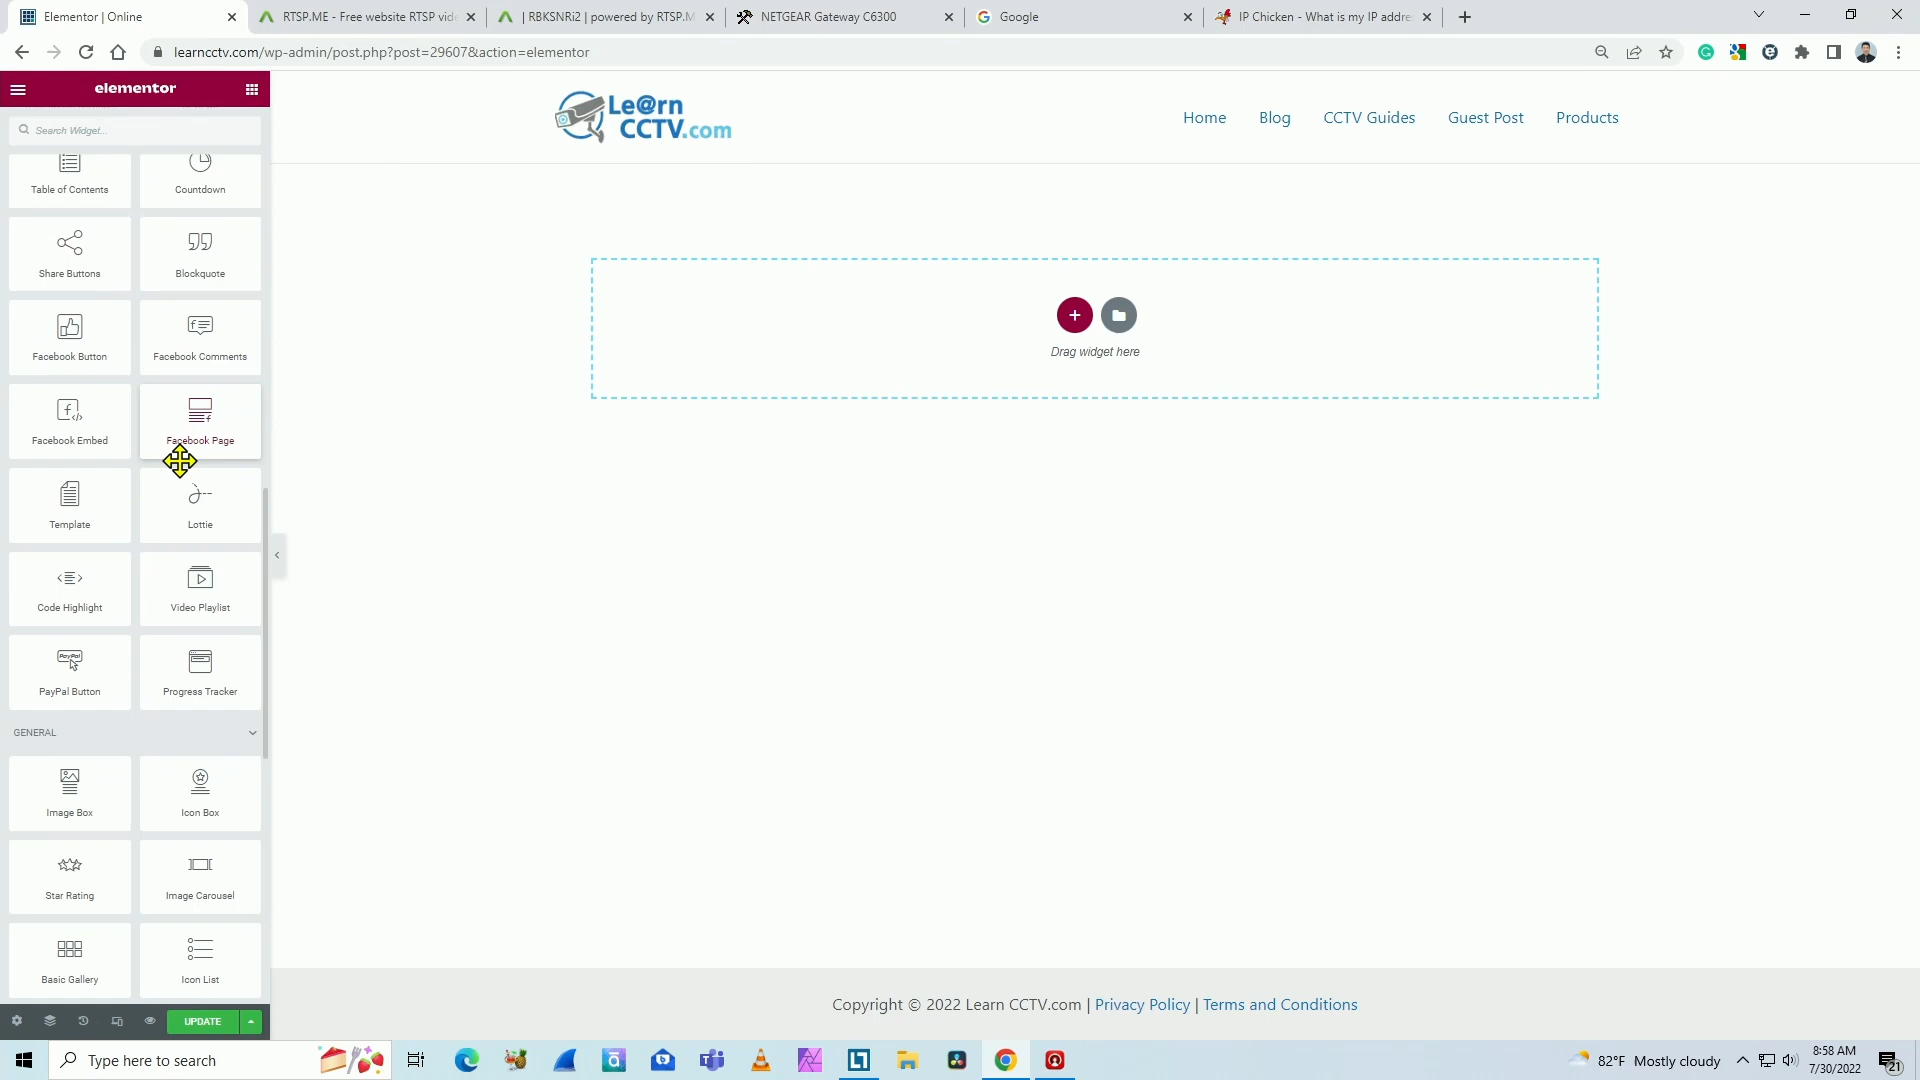 Elementor | Online
RTSP.ME - Free website RTSP vide
| RBKSNRi2 | powered by RTSP.M
NETGEAR Gateway C6300
Google
IP Chicken - What is my IP addre
learncctv.com/wp-admin/post.php?post=29607&action=elementor
elementor
Search Widget...
Table of Contents
Countdown
Share Buttons
Blockquote
Facebook Button
Facebook Comments
Facebook Embed
Facebook Page
Template
Lottie
Code Highlight
Video Playlist
PayPal
PayPal Button
Progress Tracker
GENERAL
Image Box
Icon Box
Star Rating
Image Carousel
Basic Gallery
Icon List
UPDATE
Le@rn
CCTV.com
Home
Blog
CCTV Guides
Guest Post
Products
Drag widget here
Copyright © 2022 Learn CCTV.com | Privacy Policy | Terms and Conditions
Type here to search
82°F Mostly cloudy
8:58 AM
7/30/2022
21